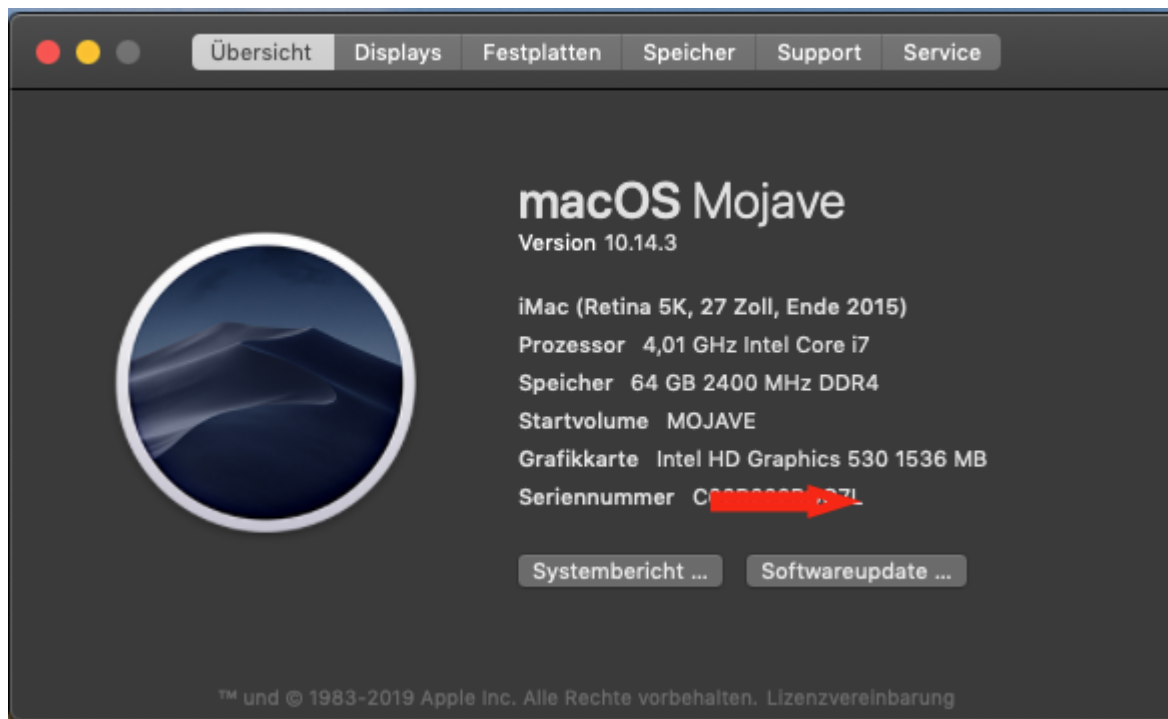 Übersicht Displays Festplatten Speicher Support Service
macOS Mojave
Version 10.14.3
iMac (Retina 5K, 27 Zoll, Ende 2015)
Prozessor 4,01 GHz Intel Core i7
Speicher 64 GB 2400 MHz DDR4
Startvolume MOJAVE
Grafikkarte Intel HD Graphics 530 1536 MB
Seriennummer
Systembericht ... Softwareupdate ...
™ und © 1983-2019 Apple Inc. Alle Rechte vorbehalten. Lizenzvereinbarung